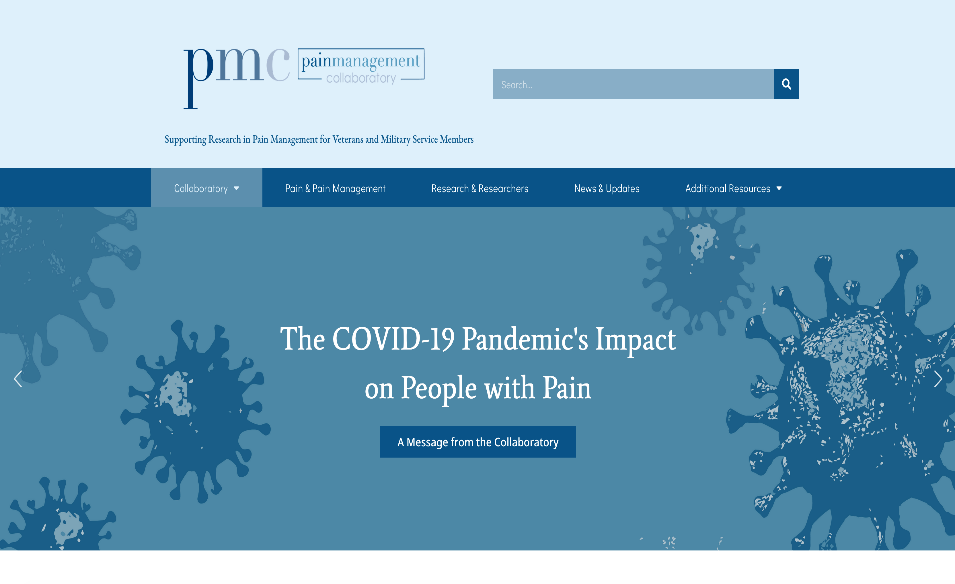 pmc painmanagement
collaboratory
Search...
Supporting Research in Pain Management for Veterans and Military Service Members
Collaboratory Pain & Pain Management Research & Researchers News & Updates Additional Resources
The COVID-19 Pandemic's Impact
on People with Pain
A Message from the Collaboratory